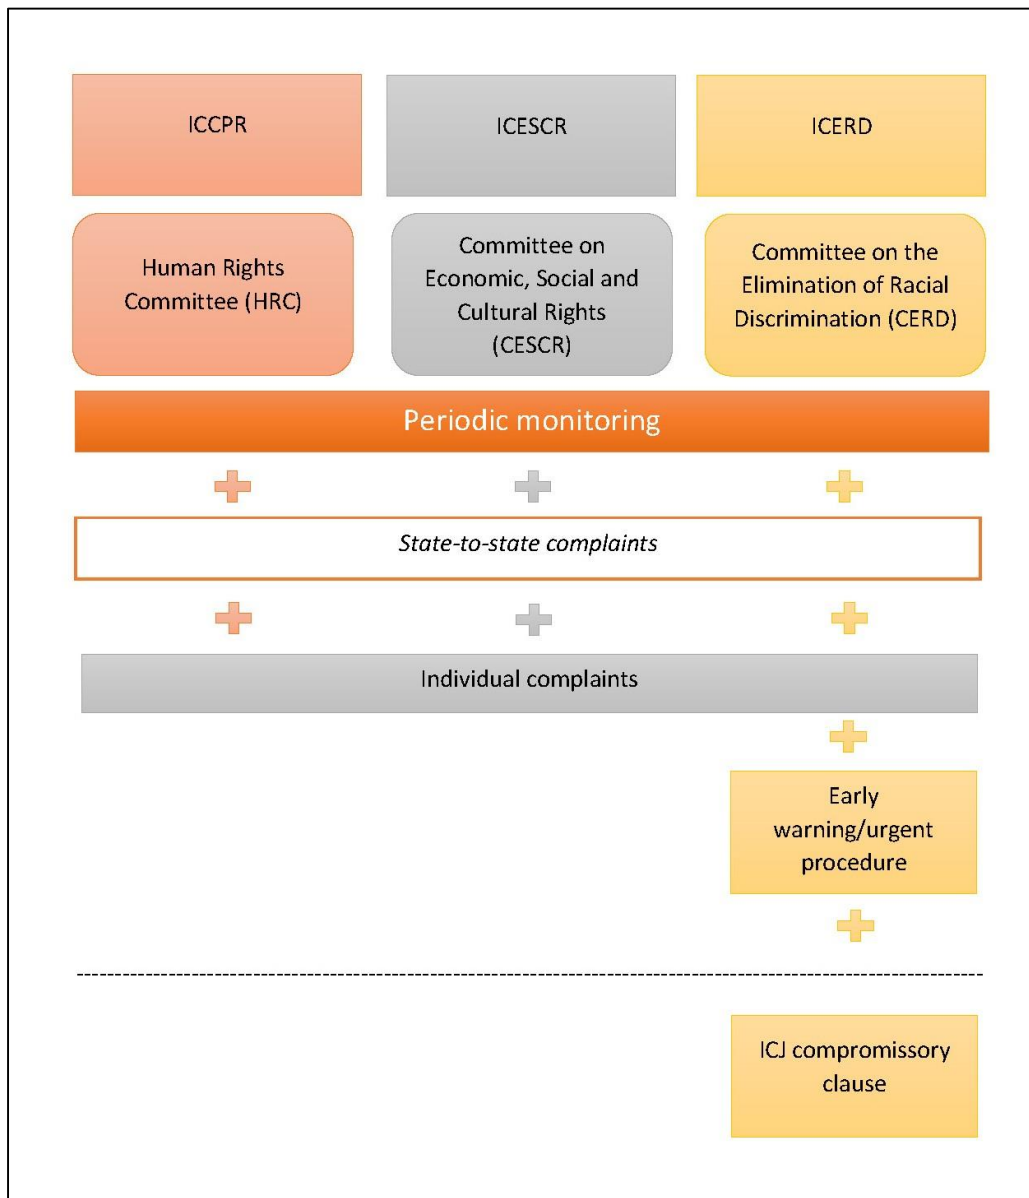 ICCPR
ICESCR
ICERD
Human Rights
Committee (HRC)
Committee on
Economic, Social and
Cultural Rights
(CESCR)
Committee on the
Elimination of Racial
Discrimination (CERD)
Periodic monitoring
State-to-state complaints
Individual complaints
Early
warning/urgent
procedure
ICJ compromissory
clause